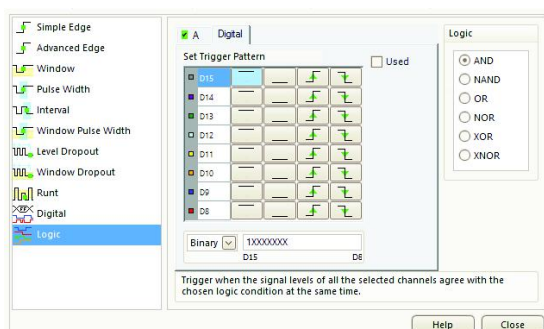 Simple Edge
Advanced Edge
Window
Pulse Width
Interval
Window Pulse Width
Level Dropout
Window Dropout
Runt
Digital
Logic
A Digital
Set Trigger Pattern
Used
D15
D14
D13
D12
D11
D10
D9
D8
Binary 1XXXXXXX
D15 D8
Logic
AND
NAND
OR
NOR
XOR
XNOR
Trigger when the signal levels of all the selected channels agree with the
chosen logic condition at the same time.
Help Close